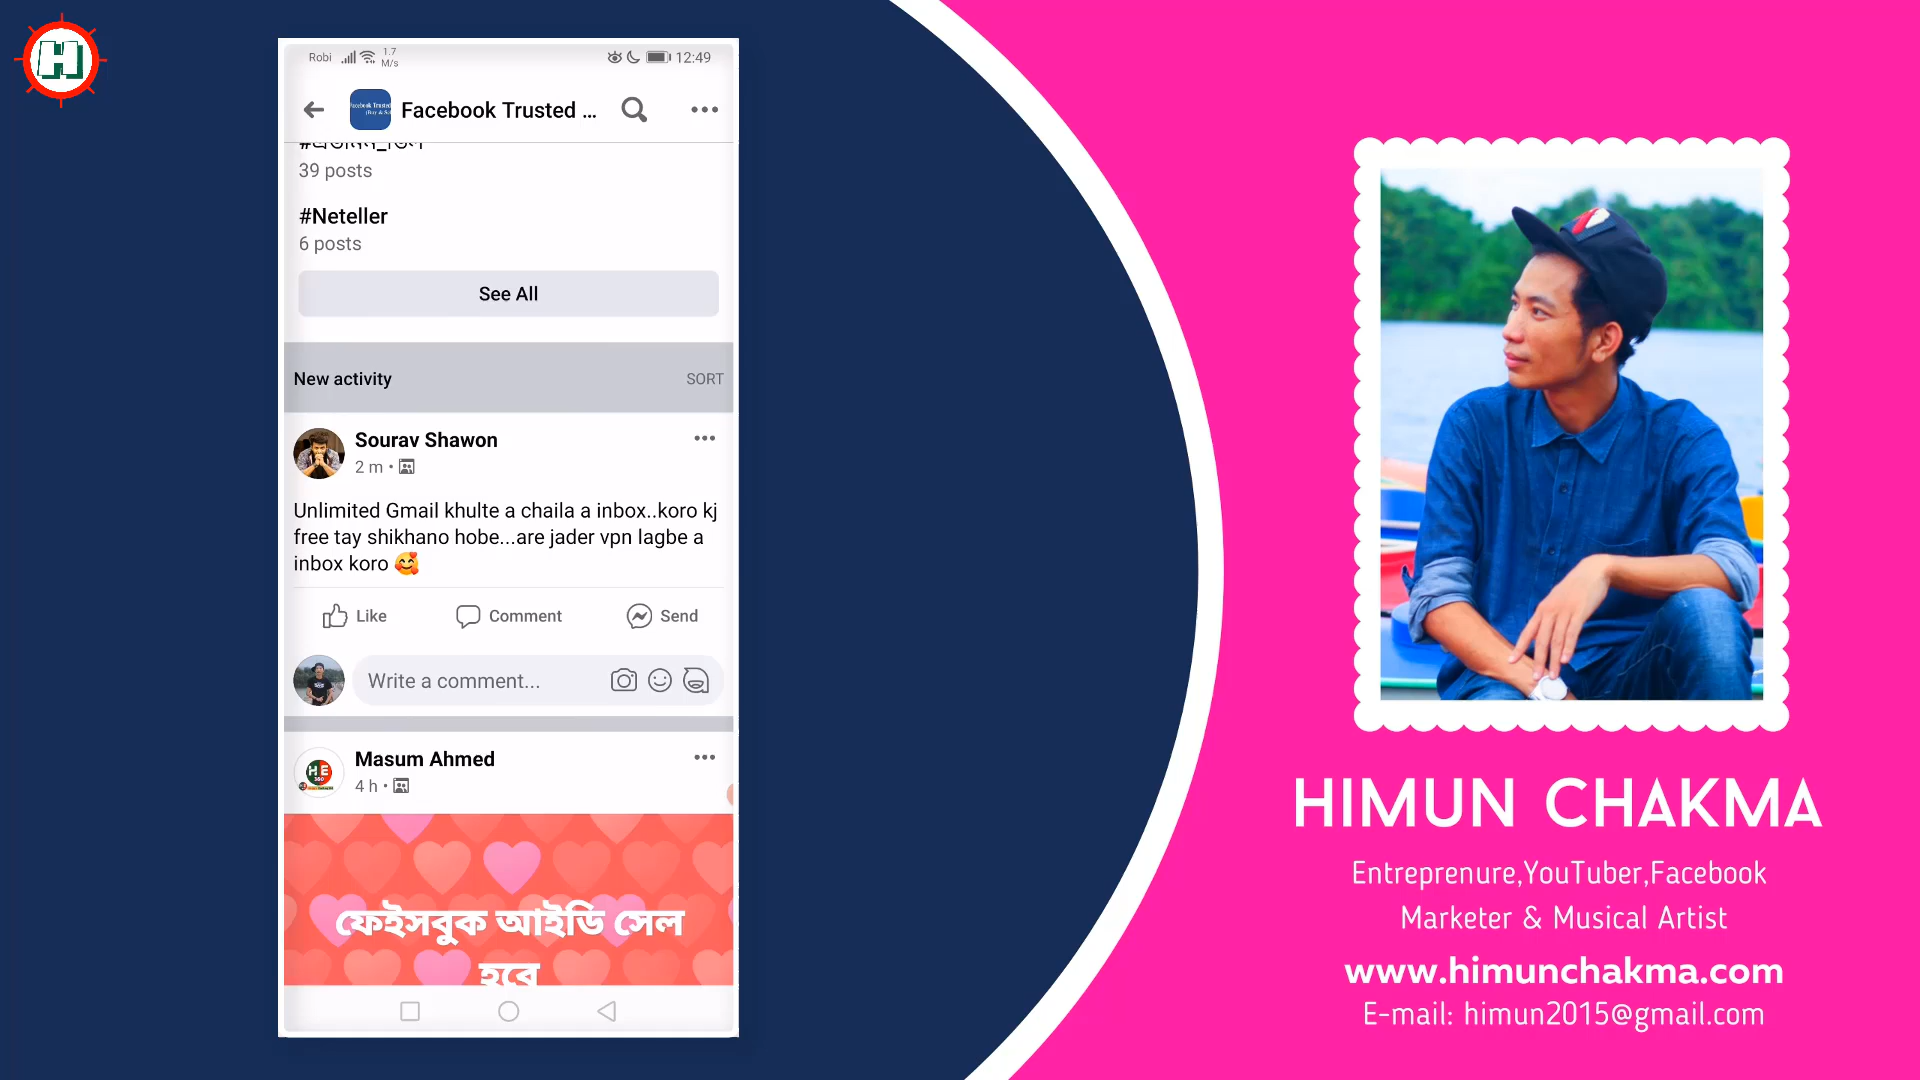 H
Robi
1.7
M/s
12:49
Facebook Trusted ...
39 posts
#Neteller
6 posts
See All
New activity
SORT
Sourav Shawon
2 m
Unlimited Gmail khulte a chaila a inbox..koro kj
free tay shikhano hobe...are jader vpn lagbe a
inbox koro 🥰
Like
Comment
Send
Write a comment...
H E
Masum Ahmed
4 h
ফেইসবুক আইডি সেল
হবে
HIMUN CHAKMA
Entreprenure,YouTuber,Facebook
Marketer & Musical Artist
www.himunchakma.com
E-mail: himun2015@gmail.com